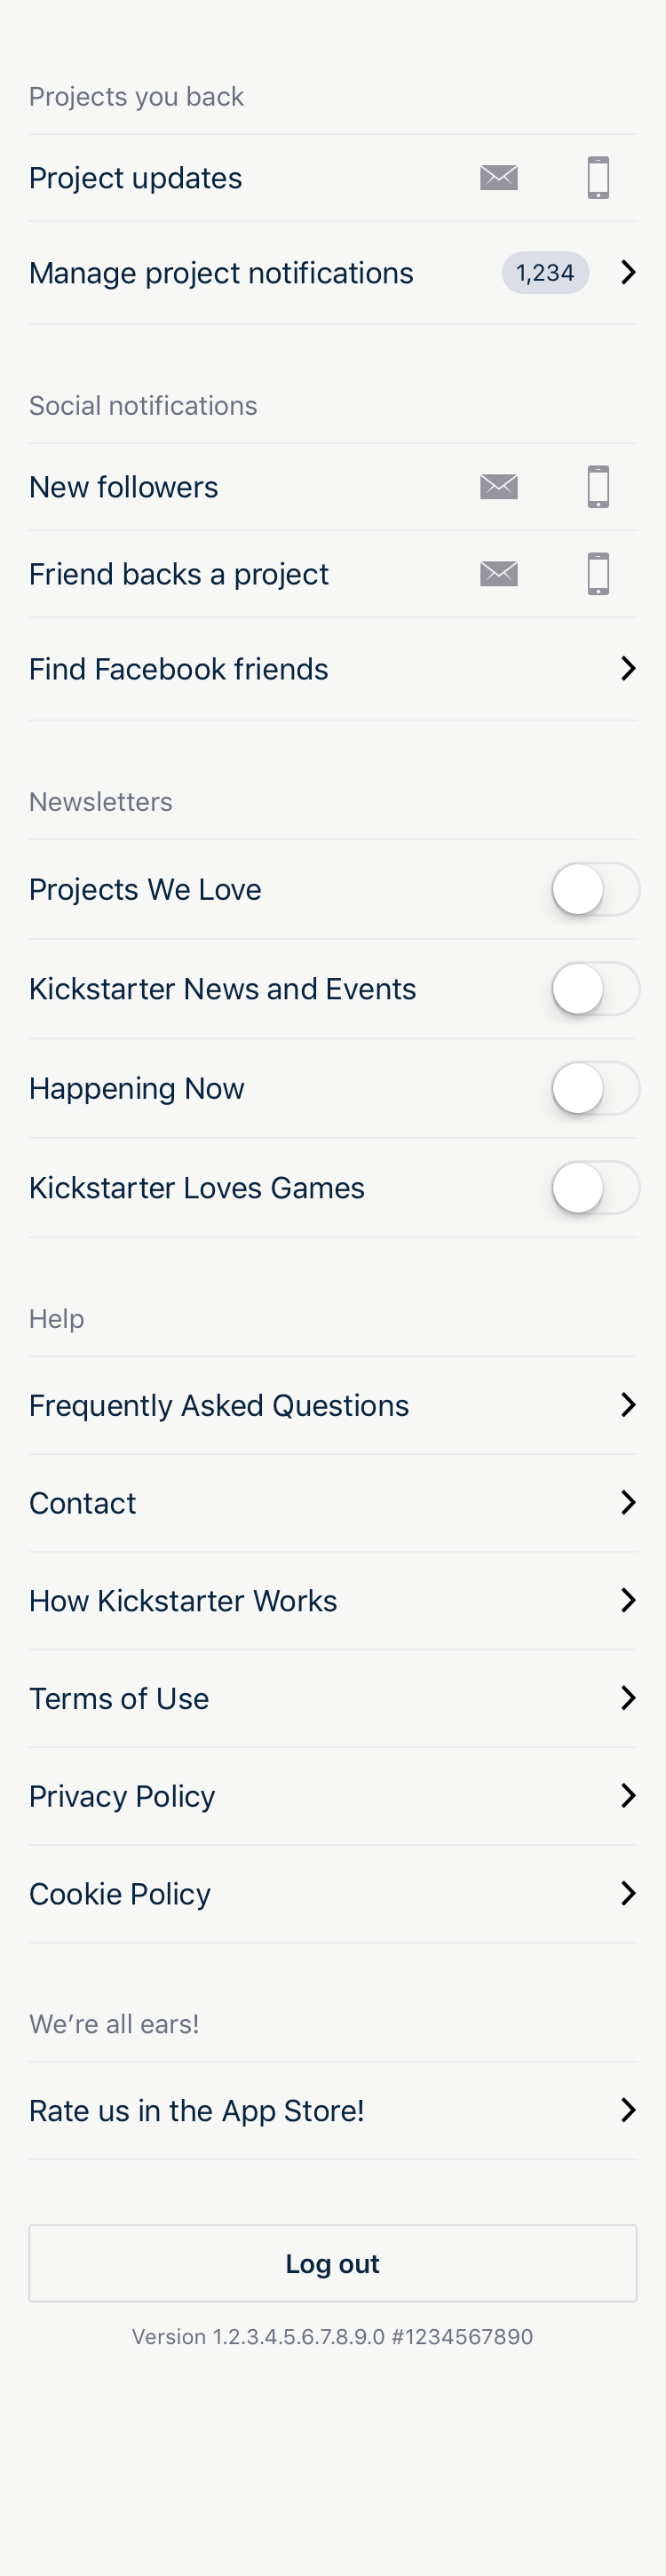 Projects you back
Project updates
Manage project notifications 1,234
Social notifications
New followers
Friend backs a project
Find Facebook friends
Newsletters
Projects We Love
Kickstarter News and Events
Happening Now
Kickstarter Loves Games
Help
Frequently Asked Questions
Contact
How Kickstarter Works
Terms of Use
Privacy Policy
Cookie Policy
We’re all ears!
Rate us in the App Store!
Log out
Version 1.2.3.4.5.6.7.8.9.0 #1234567890